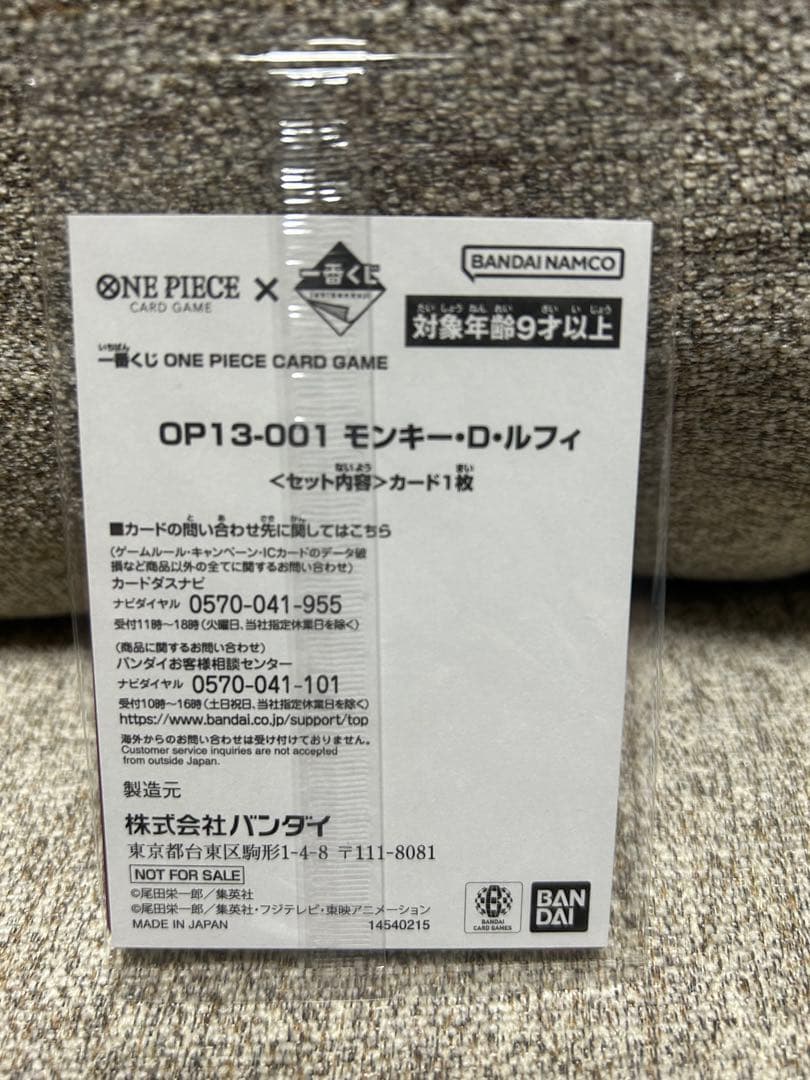 ONE PIECE
CARD GAME
×
一番くじ
BANDAI NAMCO
対象年齢9才以上
一番くじ ONE PIECE CARD GAME
OP13-001 モンキー・D・ルフィ
<セット内容>カード1枚
■カードの問い合わせ先に関してはこちら
(ゲームルール・キャンペーン・ICカードのデータ破
損など商品以外の全てに関するお問い合わせ)
カードダスナビ
ナビダイヤル 0570-041-955
受付11時~18時(火曜日、当社指定休業日を除く)
(商品に関するお問い合わせ)
バンダイお客様相談センター
ナビダイヤル 0570-041-101
受付10時~16時(土日祝日、当社指定休業日を除く)
https://www.bandai.co.jp/support/top
海外からのお問い合わせは受け付けておりません。
Customer service inquiries are not accepted
from outside Japan.
製造元
株式会社バンダイ
東京都台東区駒形1-4-8 〒111-8081
NOT FOR SALE
©尾田栄一郎/集英社
©尾田栄一郎/集英社・フジテレビ・東映アニメーション
MADE IN JAPAN
14540215
BANDAI
CARD GAMES
BAN
DAI